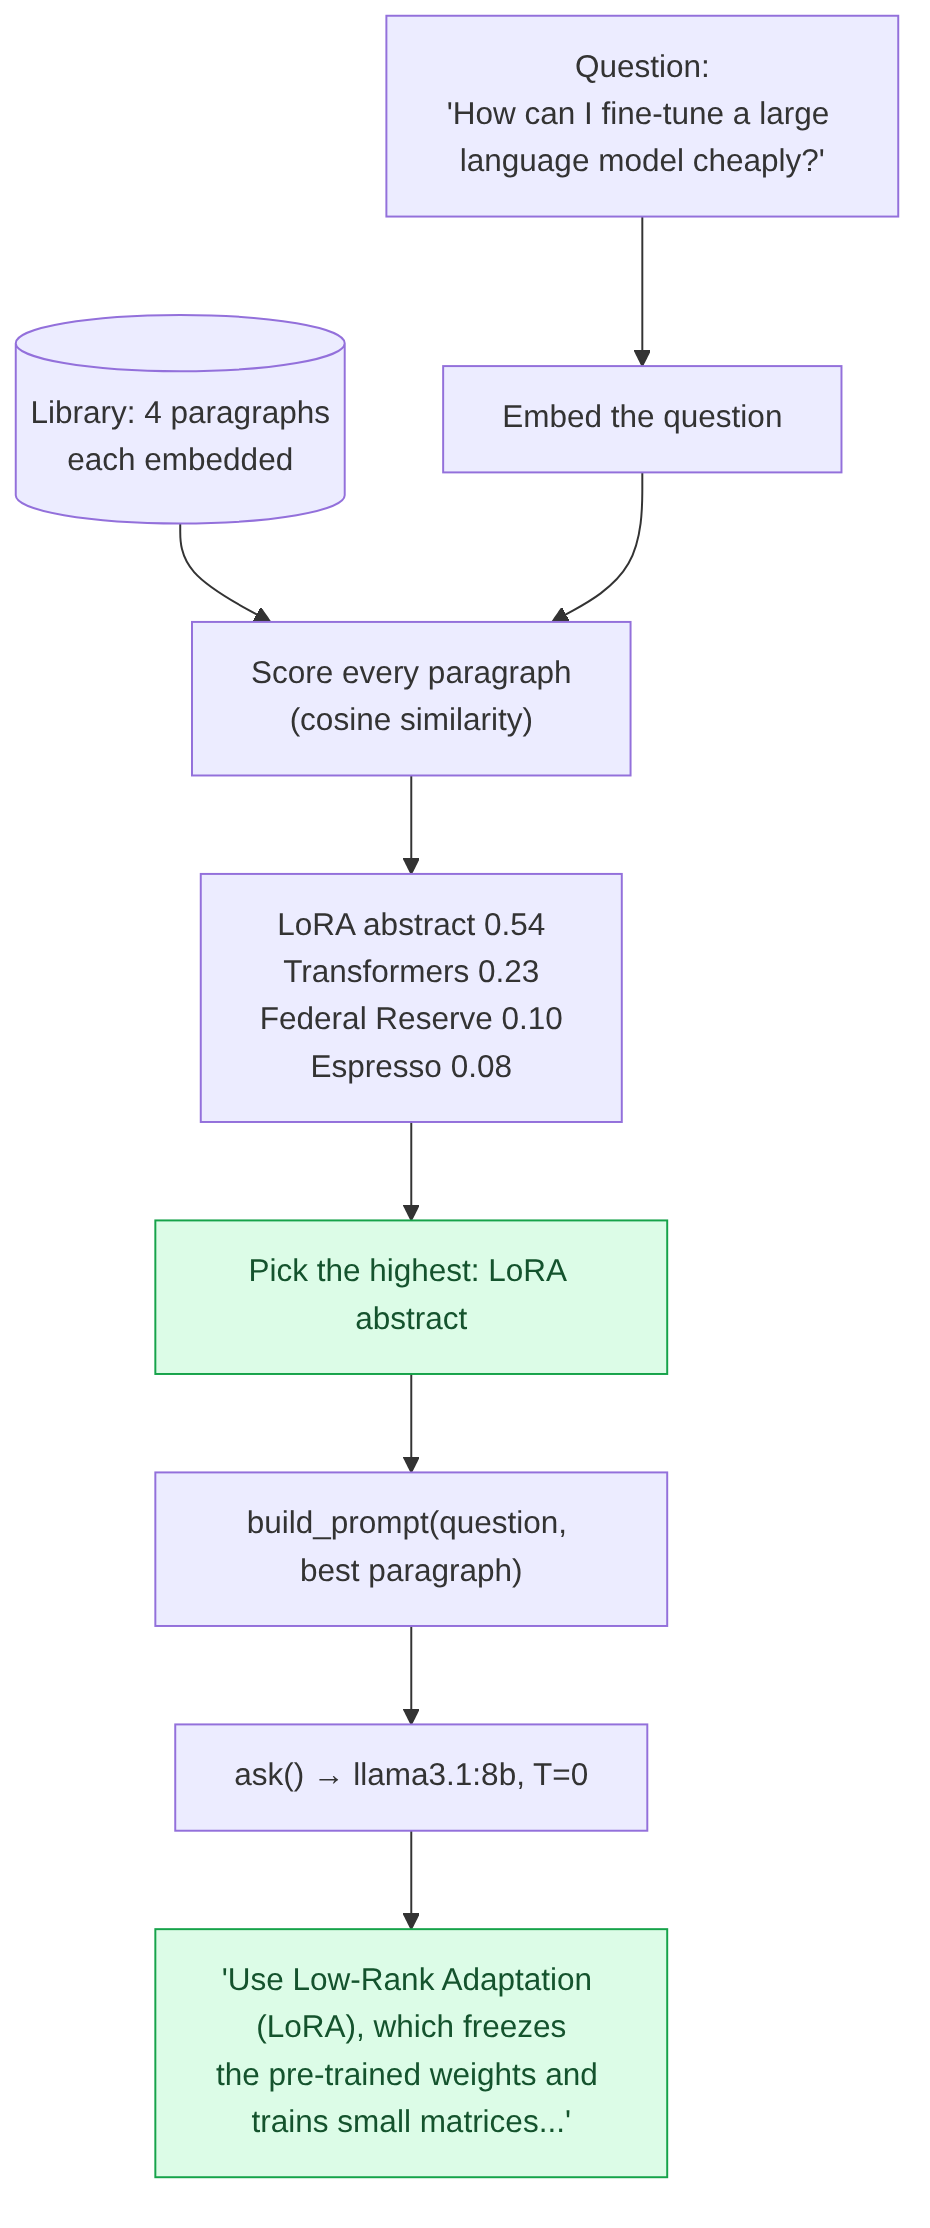 Question:
'How can I fine-tune a large
language model cheaply?'
Library: 4 paragraphs
each embedded
Embed the question
Score every paragraph
(cosine similarity)
LoRA abstract 0.54
Transformers 0.23
Federal Reserve 0.10
Espresso 0.08
Pick the highest: LoRA
abstract
build_prompt(question,
best paragraph)
ask() → llama3.1:8b, T=0
'Use Low-Rank Adaptation
(LoRA), which freezes
the pre-trained weights and
trains small matrices...'